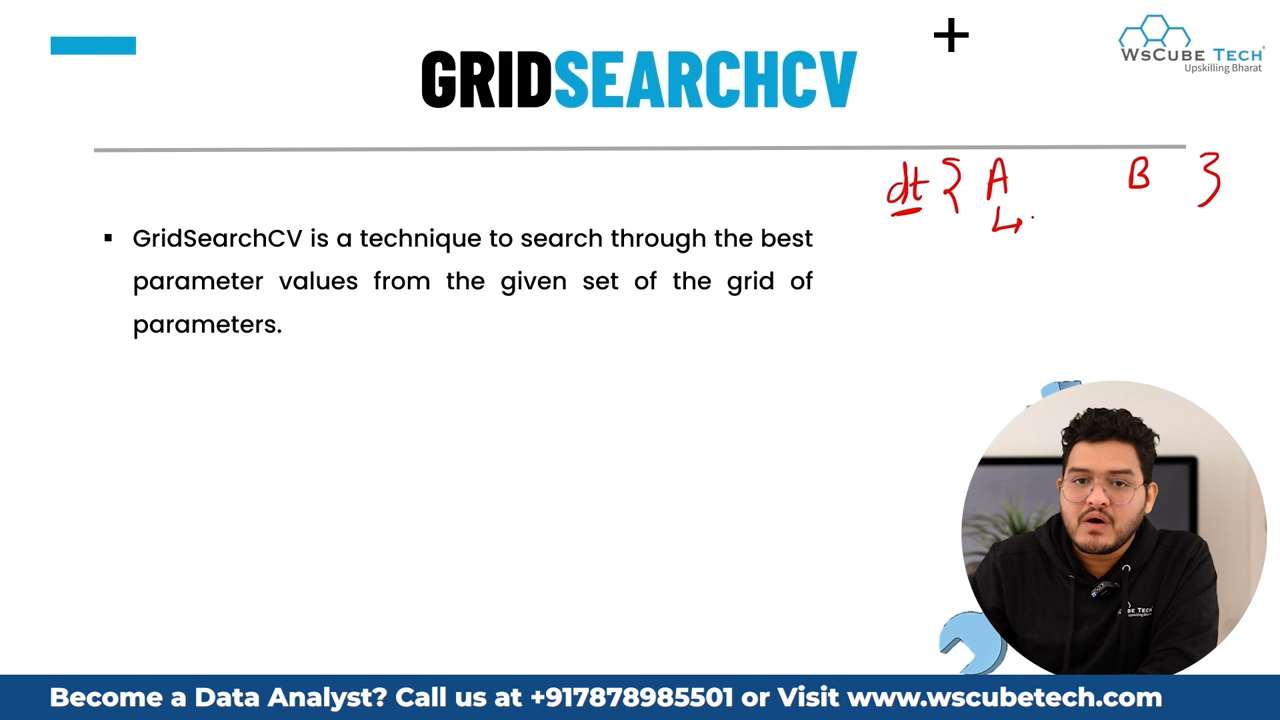 WSCUBE TECH
Upskilling Bharat
GRIDSEARCHCV
dt { A B }
▪ GridSearchCV is a technique to search through the best
parameter values from the given set of the grid of
parameters.
Become a Data Analyst? Call us at +917878985501 or Visit www.wscubetech.com